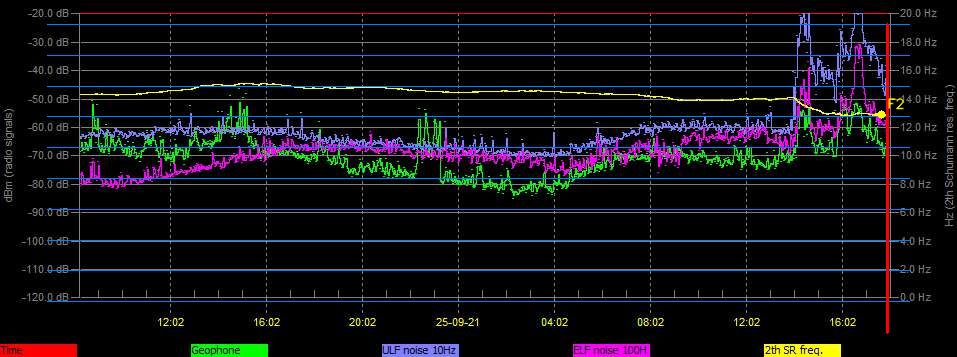 -20.0 dB 20.0 Hz
-30.0 dB 18.0 Hz
-40.0 dB 16.0 Hz
-50.0 dB 14.0 Hz
F2
-60.0 dB 12.0 Hz
-70.0 dB 10.0 Hz
-80.0 dB 8.0 Hz
-90.0 dB 6.0 Hz
-100.0 dB 4.0 Hz
-110.0 dB 2.0 Hz
-120.0 dB 0.0 Hz
dBm (radio signals)
Hz (2th Schumann res. freq.)
12:02 16:02 20:02 25-09-21 04:02 08:02 12:02 16:02
Time Geophone ULF noise 10Hz ELF noise 100H 2th SR freq.